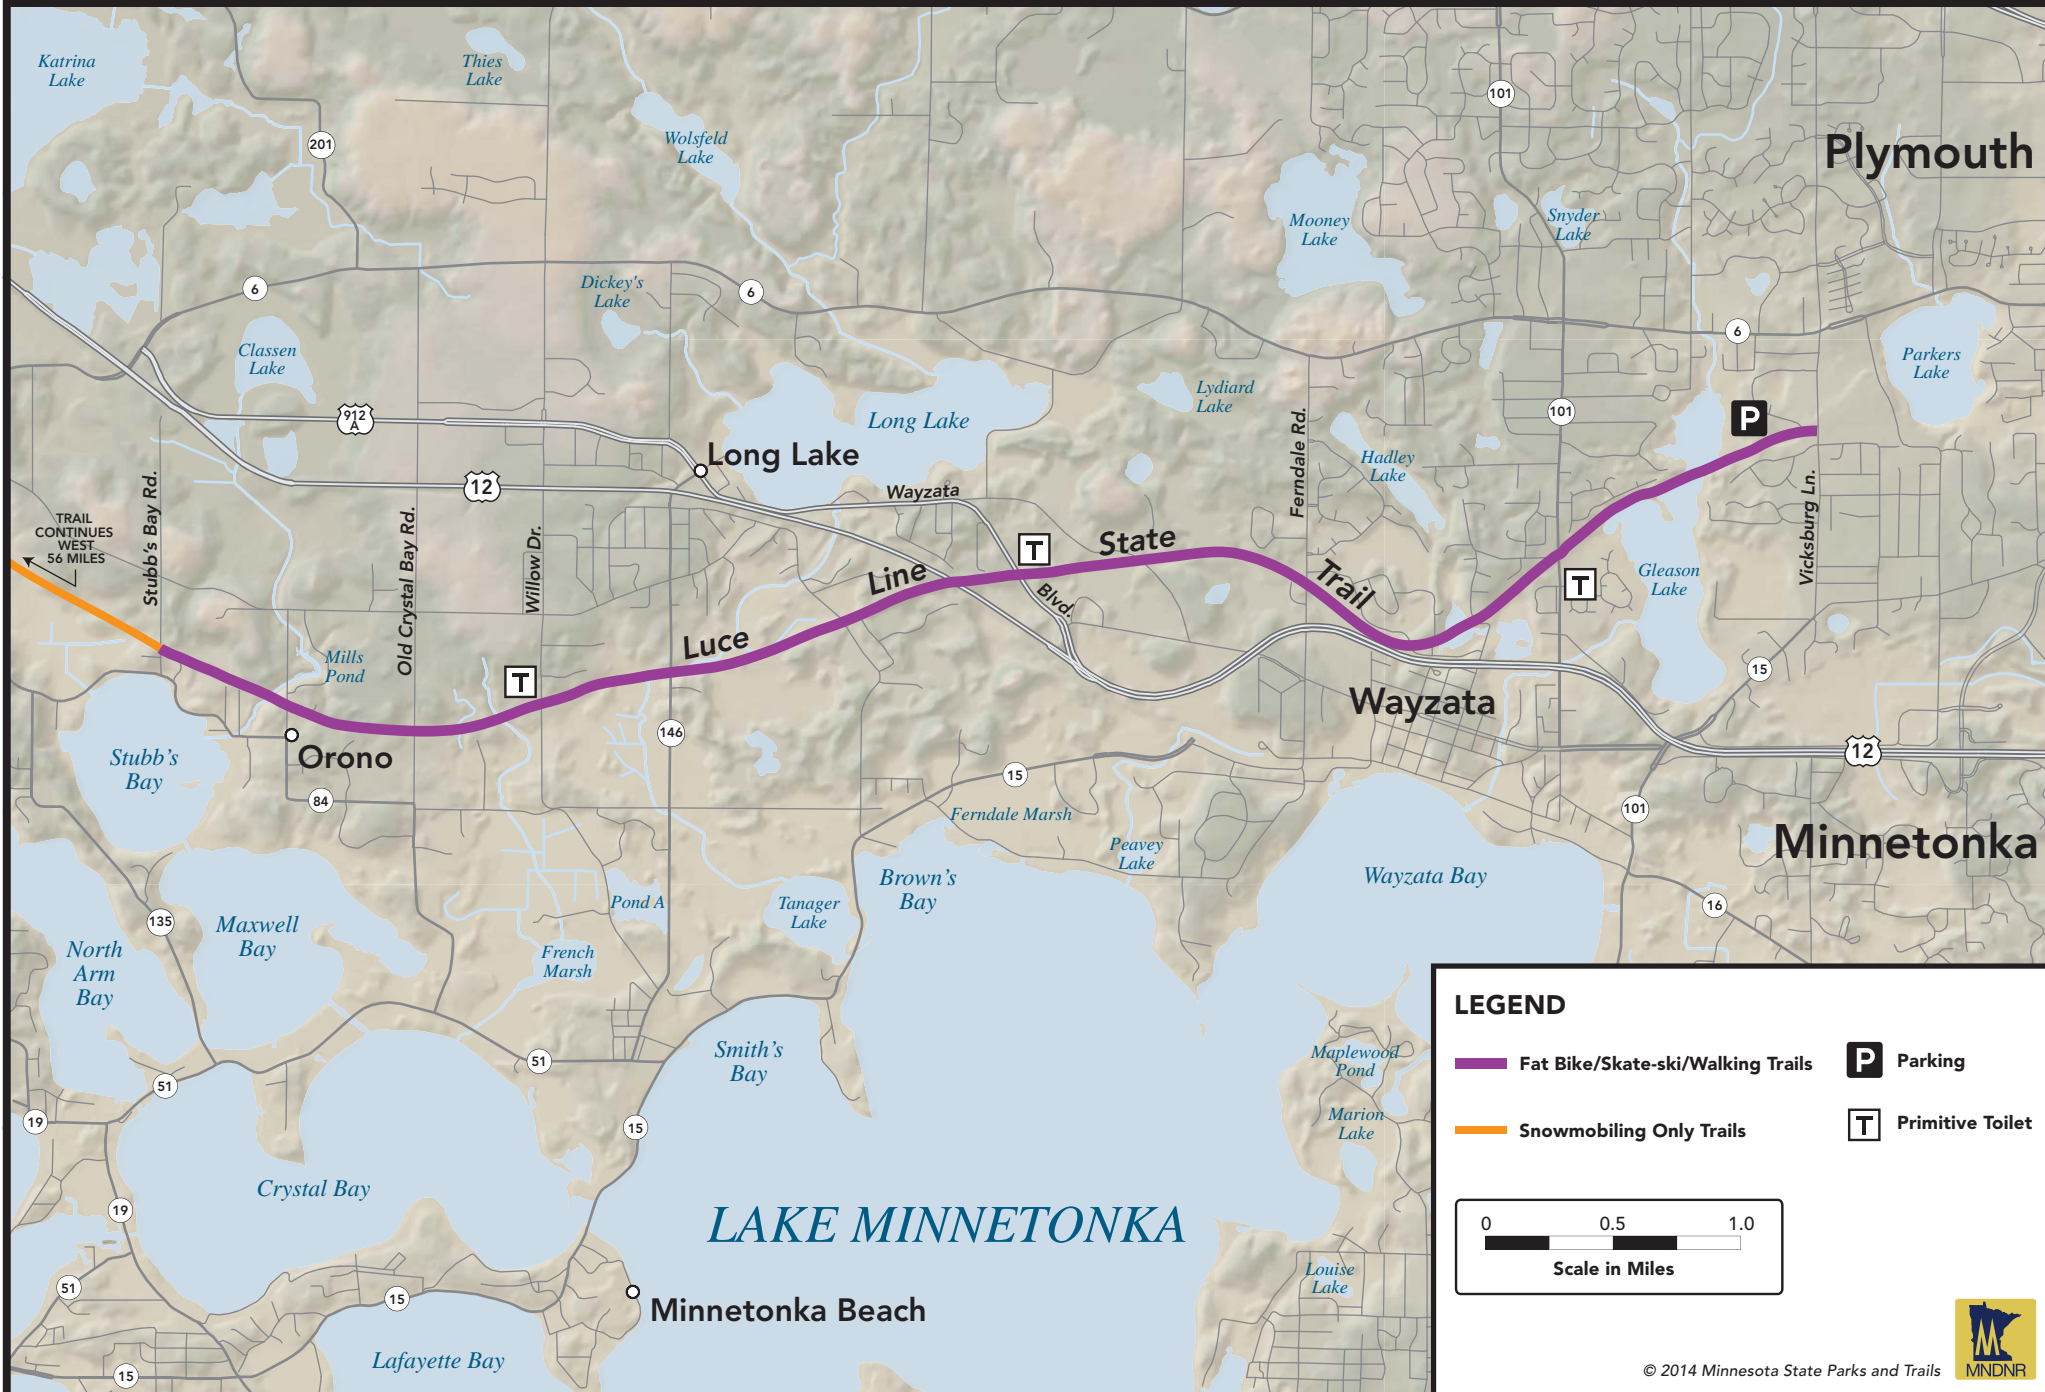 Katrina
Lake
Thies
Lake
101
201
Wolsfeld
Lake
Plymouth
Mooney
Lake
Snyder
Lake
6
Dickey's
Lake
6
6
Classen
Lake
Parkers
Lake
Lydiard
Lake
912
A
Long Lake
Ferndale Rd.
101
P
Long Lake
Hadley
Lake
12
Wayzata
Blvd.
Stubb's Bay Rd.
Old Crystal Bay Rd.
Willow Dr.
Vicksburg Ln.
TRAIL
CONTINUES
WEST
56 MILES
T
Luce
Line
State
Trail
Gleason
Lake
T
Mills
Pond
T
15
Wayzata
146
Orono
12
Stubb's
Bay
15
84
Ferndale Marsh
101
Peavey
Lake
Minnetonka
Brown's
Bay
Wayzata Bay
Pond A
Tanager
Lake
16
135
Maxwell
Bay
North
Arm
Bay
French
Marsh
Smith's
Bay
51
51
Maplewood
Pond
19
15
Marion
Lake
Crystal Bay
19
LAKE MINNETONKA
51
15
Louise
Lake
Minnetonka Beach
Lafayette Bay
15
LEGEND
Fat Bike/Skate-ski/Walking Trails
P
Parking
Snowmobiling Only Trails
T
Primitive Toilet
0 0.5 1.0
Scale in Miles
© 2014 Minnesota State Parks and Trails
M
MNDNR